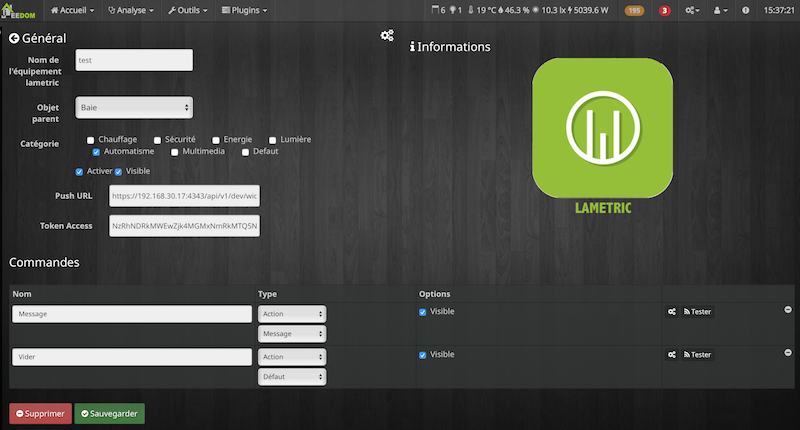 JEEDOM
Accueil Analyse Outils Plugins 6 1 19 °C 46.3 % 10.3 lx 5039.6 W 195 3 15:37:21
Général
Informations
Nom de
l'équipement
lametric
test
Objet
parent
Baie
Catégorie
Chauffage Sécurité Energie Lumière
Automatisme Multimedia Defaut
Activer Visible
Push URL https://192.168.30.17:4343/api/v1/dev/wic
Token Access NzRhNDRkMWEwZjk4MGMxNmRkMTQ5N
LAMETRIC
Commandes
Nom Type Options
Message Action Visible Tester
Message
Vider Action Visible Tester
Défaut
Supprimer Sauvegarder